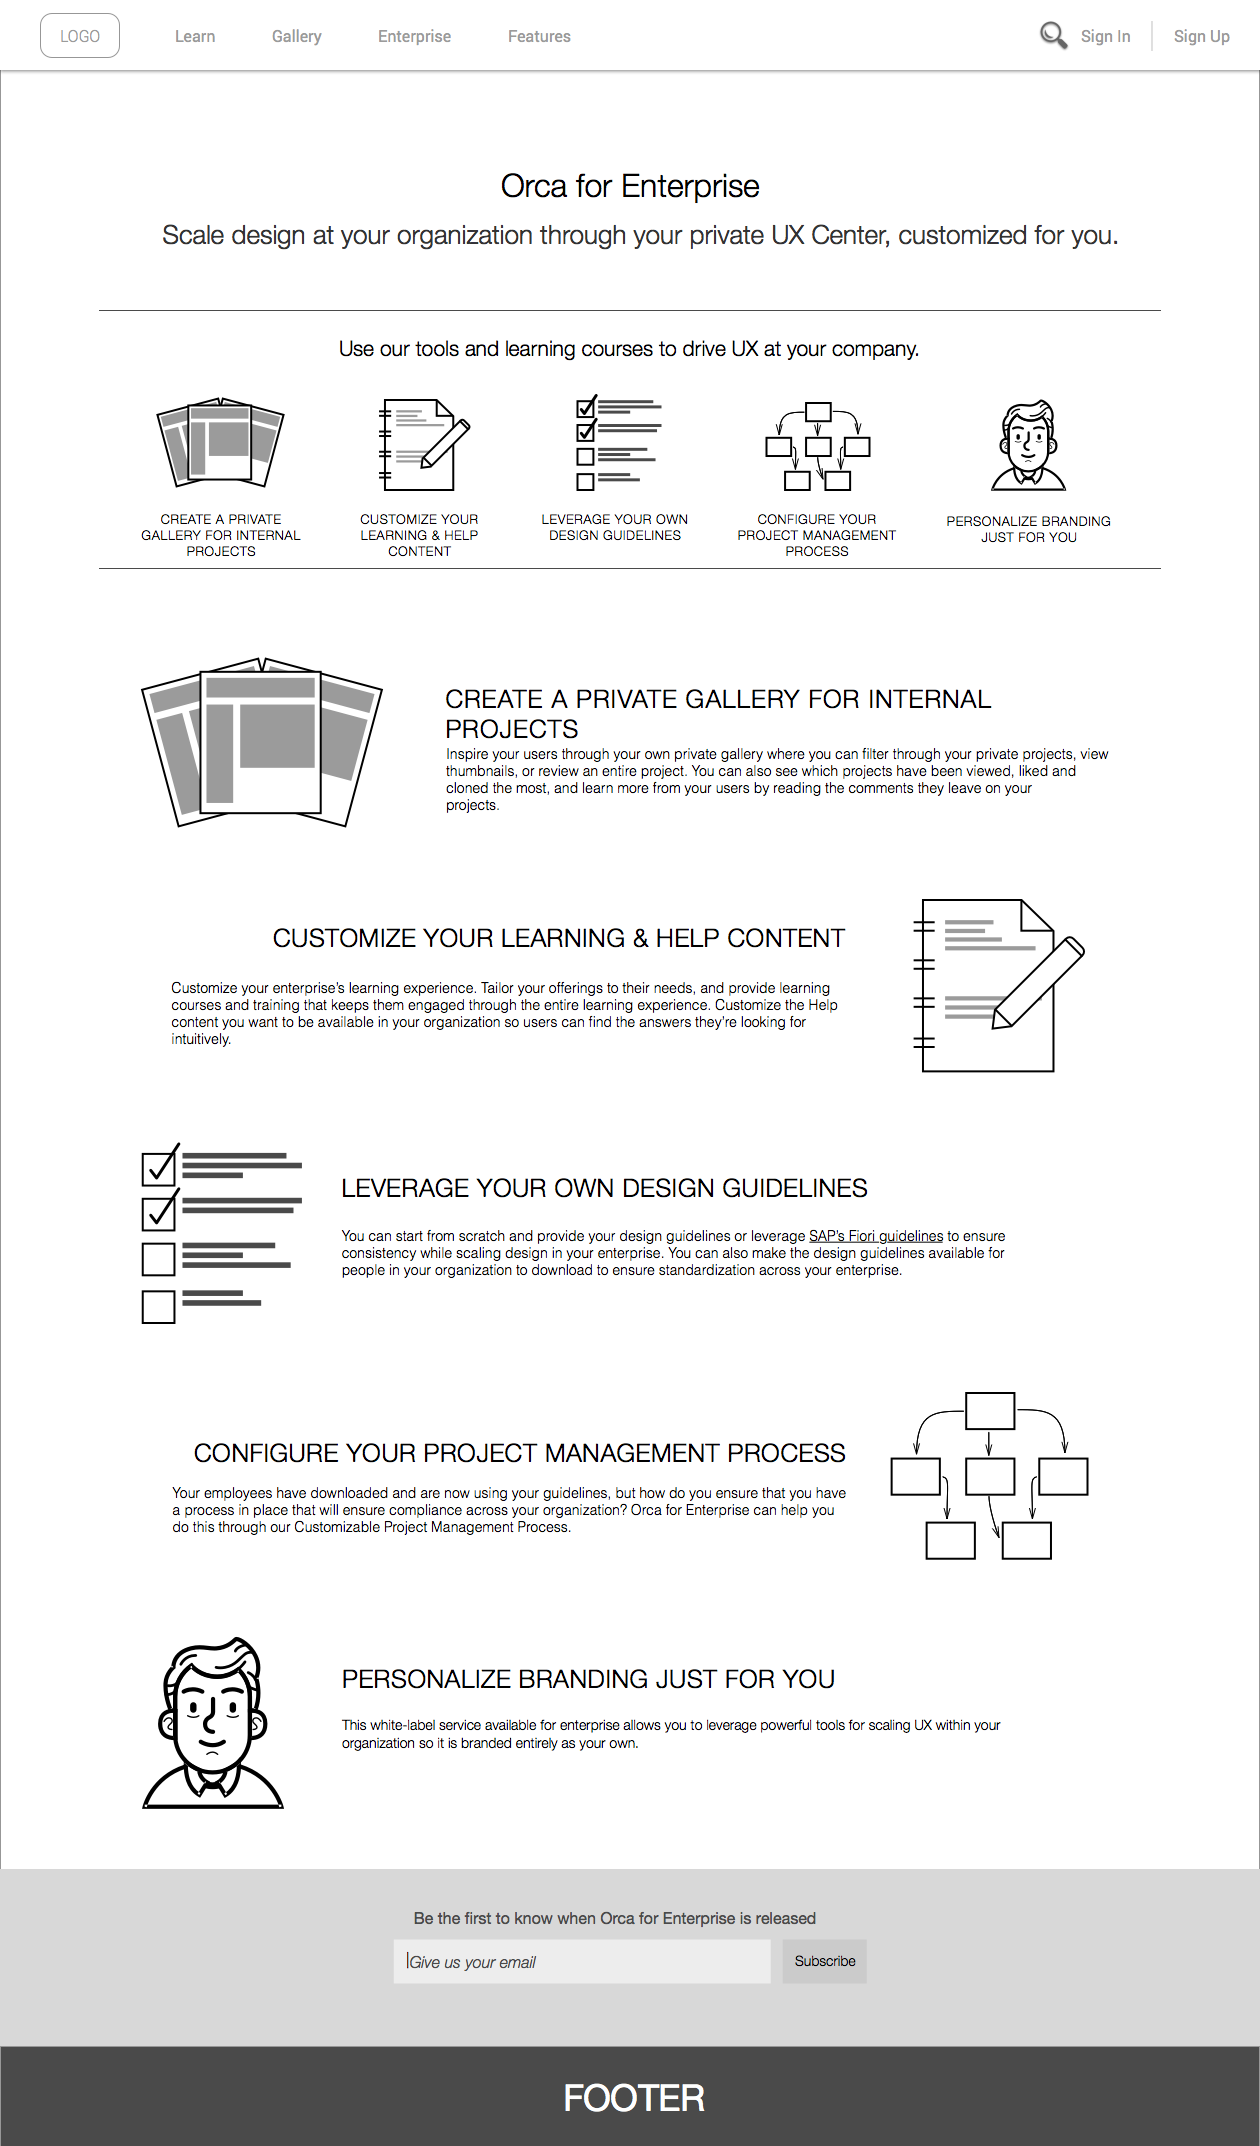 LOGO
Learn
Gallery
Enterprise
Features
Sign In
Sign Up
Orca for Enterprise
Scale design at your organization through your private UX Center, customized for you.
Use our tools and learning courses to drive UX at your company.
CREATE A PRIVATE
GALLERY FOR INTERNAL
PROJECTS
CUSTOMIZE YOUR
LEARNING & HELP
CONTENT
LEVERAGE YOUR OWN
DESIGN GUIDELINES
CONFIGURE YOUR
PROJECT MANAGEMENT
PROCESS
PERSONALIZE BRANDING
JUST FOR YOU
CREATE A PRIVATE GALLERY FOR INTERNAL
PROJECTS
Inspire your users through your own private gallery where you can filter through your private projects, view
thumbnails, or review an entire project. You can also see which projects have been viewed, liked and
cloned the most, and learn more from your users by reading the comments they leave on your
projects.
CUSTOMIZE YOUR LEARNING & HELP CONTENT
Customize your enterprise's learning experience. Tailor your offerings to their needs, and provide learning
courses and training that keeps them engaged through the entire learning experience. Customize the Help
content you want to be available in your organization so users can find the answers they're looking for
intuitively.
LEVERAGE YOUR OWN DESIGN GUIDELINES
You can start from scratch and provide your design guidelines or leverage SAP's Fiori guidelines to ensure
consistency while scaling design in your enterprise. You can also make the design guidelines available for
people in your organization to download to ensure standardization across your enterprise.
CONFIGURE YOUR PROJECT MANAGEMENT PROCESS
Your employees have downloaded and are now using your guidelines, but how do you ensure that you have
a process in place that will ensure compliance across your organization? Orca for Enterprise can help you
do this through our Customizable Project Management Process.
PERSONALIZE BRANDING JUST FOR YOU
This white-label service available for enterprise allows you to leverage powerful tools for scaling UX within your
organization so it is branded entirely as your own.
Be the first to know when Orca for Enterprise is released
Give us your email
Subscribe
FOOTER